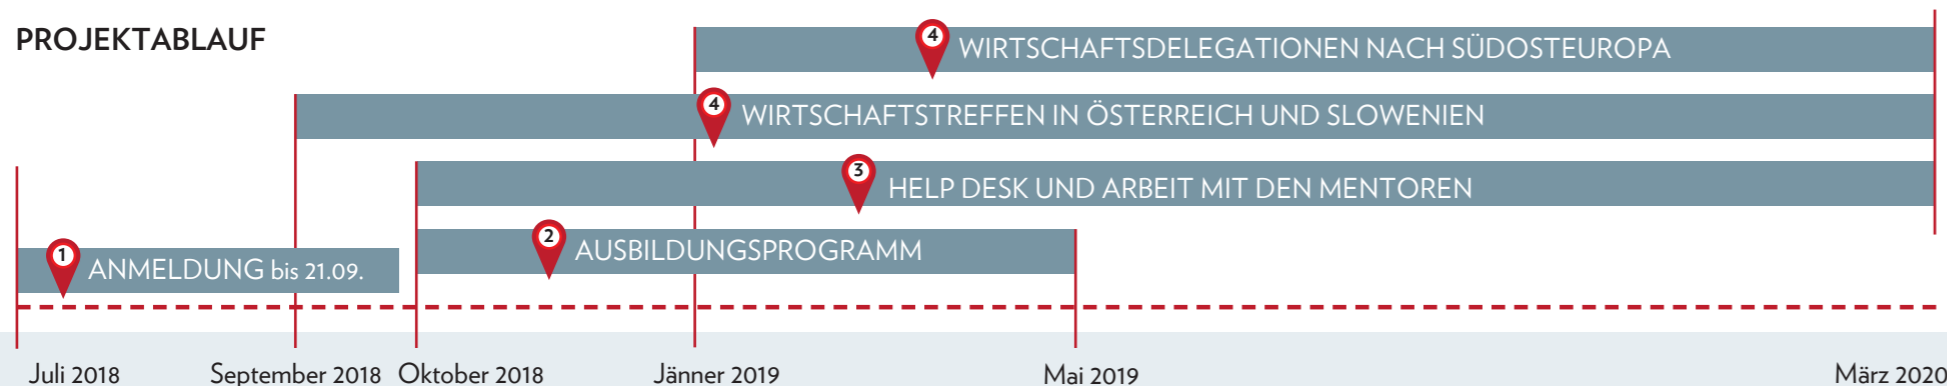 PROJEKTABLAUF
4 WIRTSCHAFTSDELEGATIONEN NACH SÜDOSTEUROPA
4 WIRTSCHAFTSTREFFEN IN ÖSTERREICH UND SLOWENIEN
3 HELP DESK UND ARBEIT MIT DEN MENTOREN
2 AUSBILDUNGSPROGRAMM
1 ANMELDUNG bis 21.09.
Juli 2018 September 2018 Oktober 2018 Jänner 2019 Mai 2019 März 2020